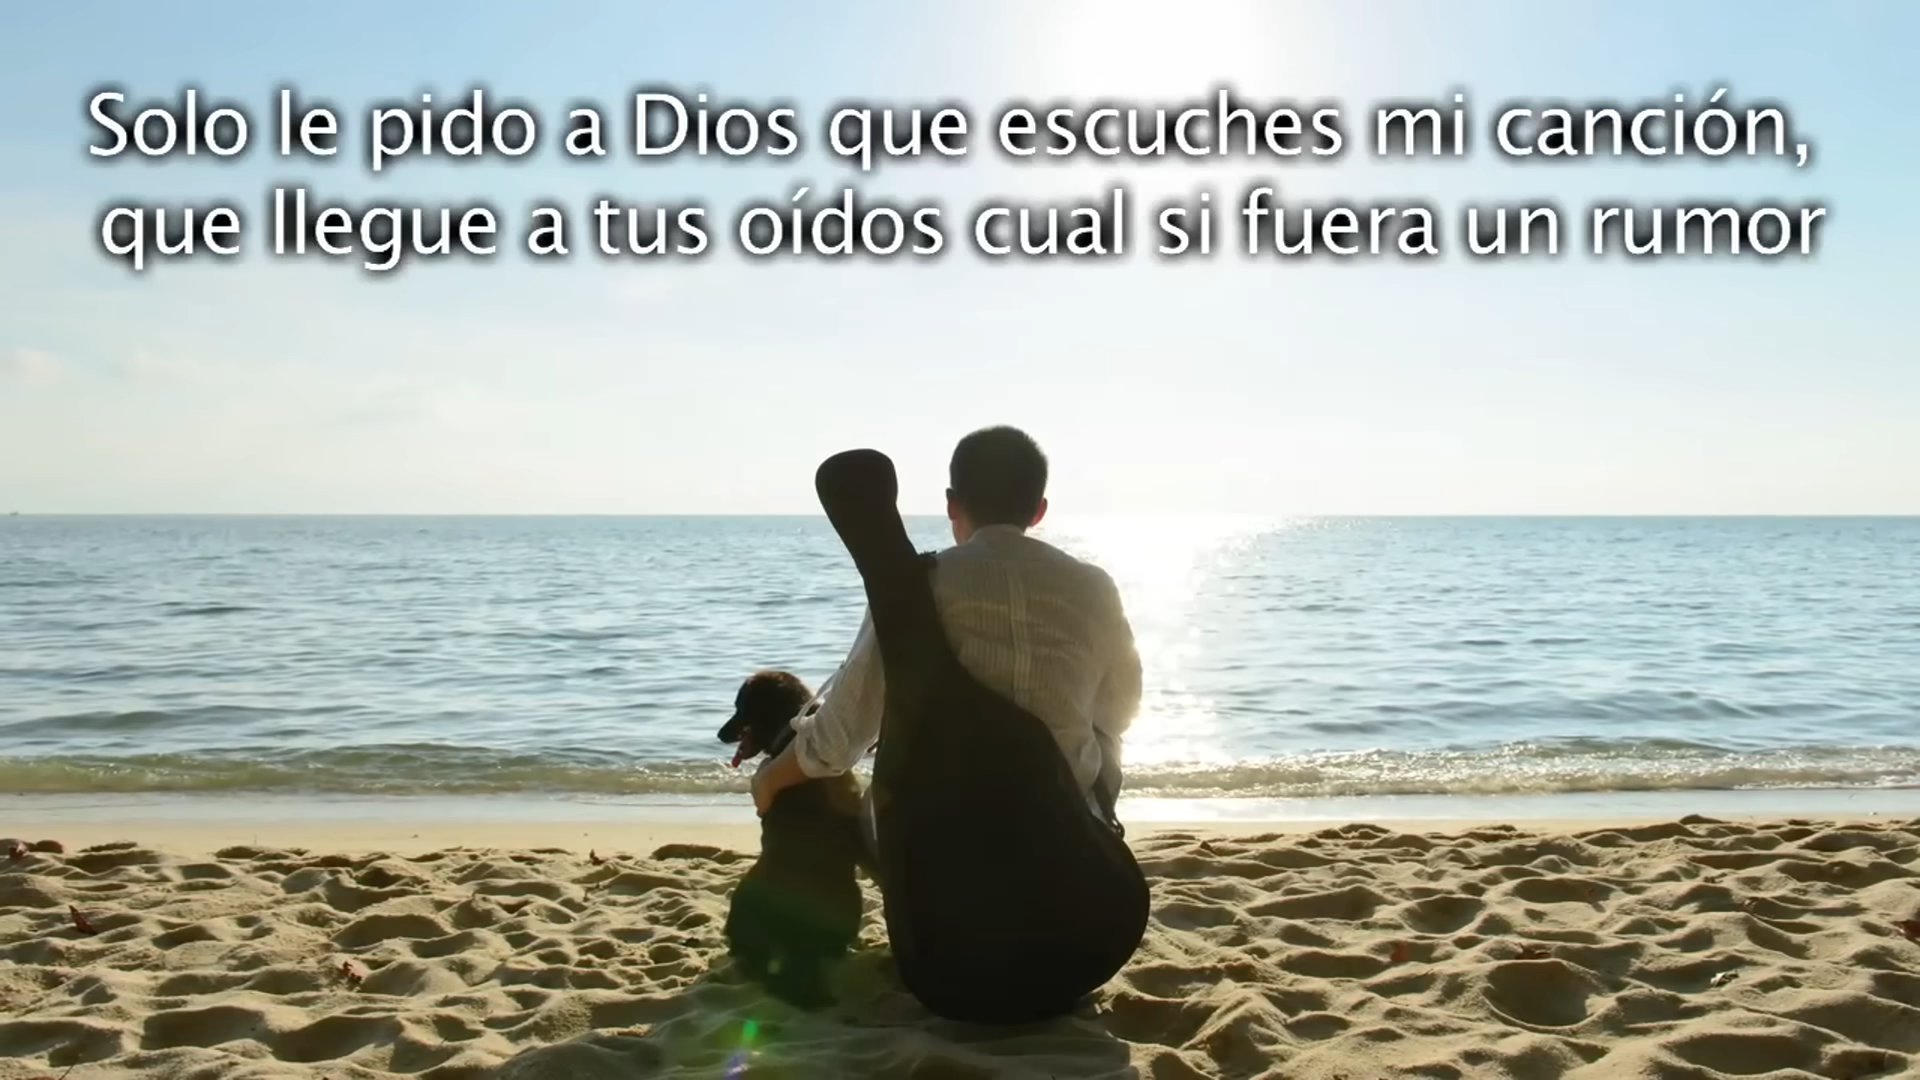 Solo le pido a Dios que escuches mi canción,
que llegue a tus oídos cual si fuera un rumor